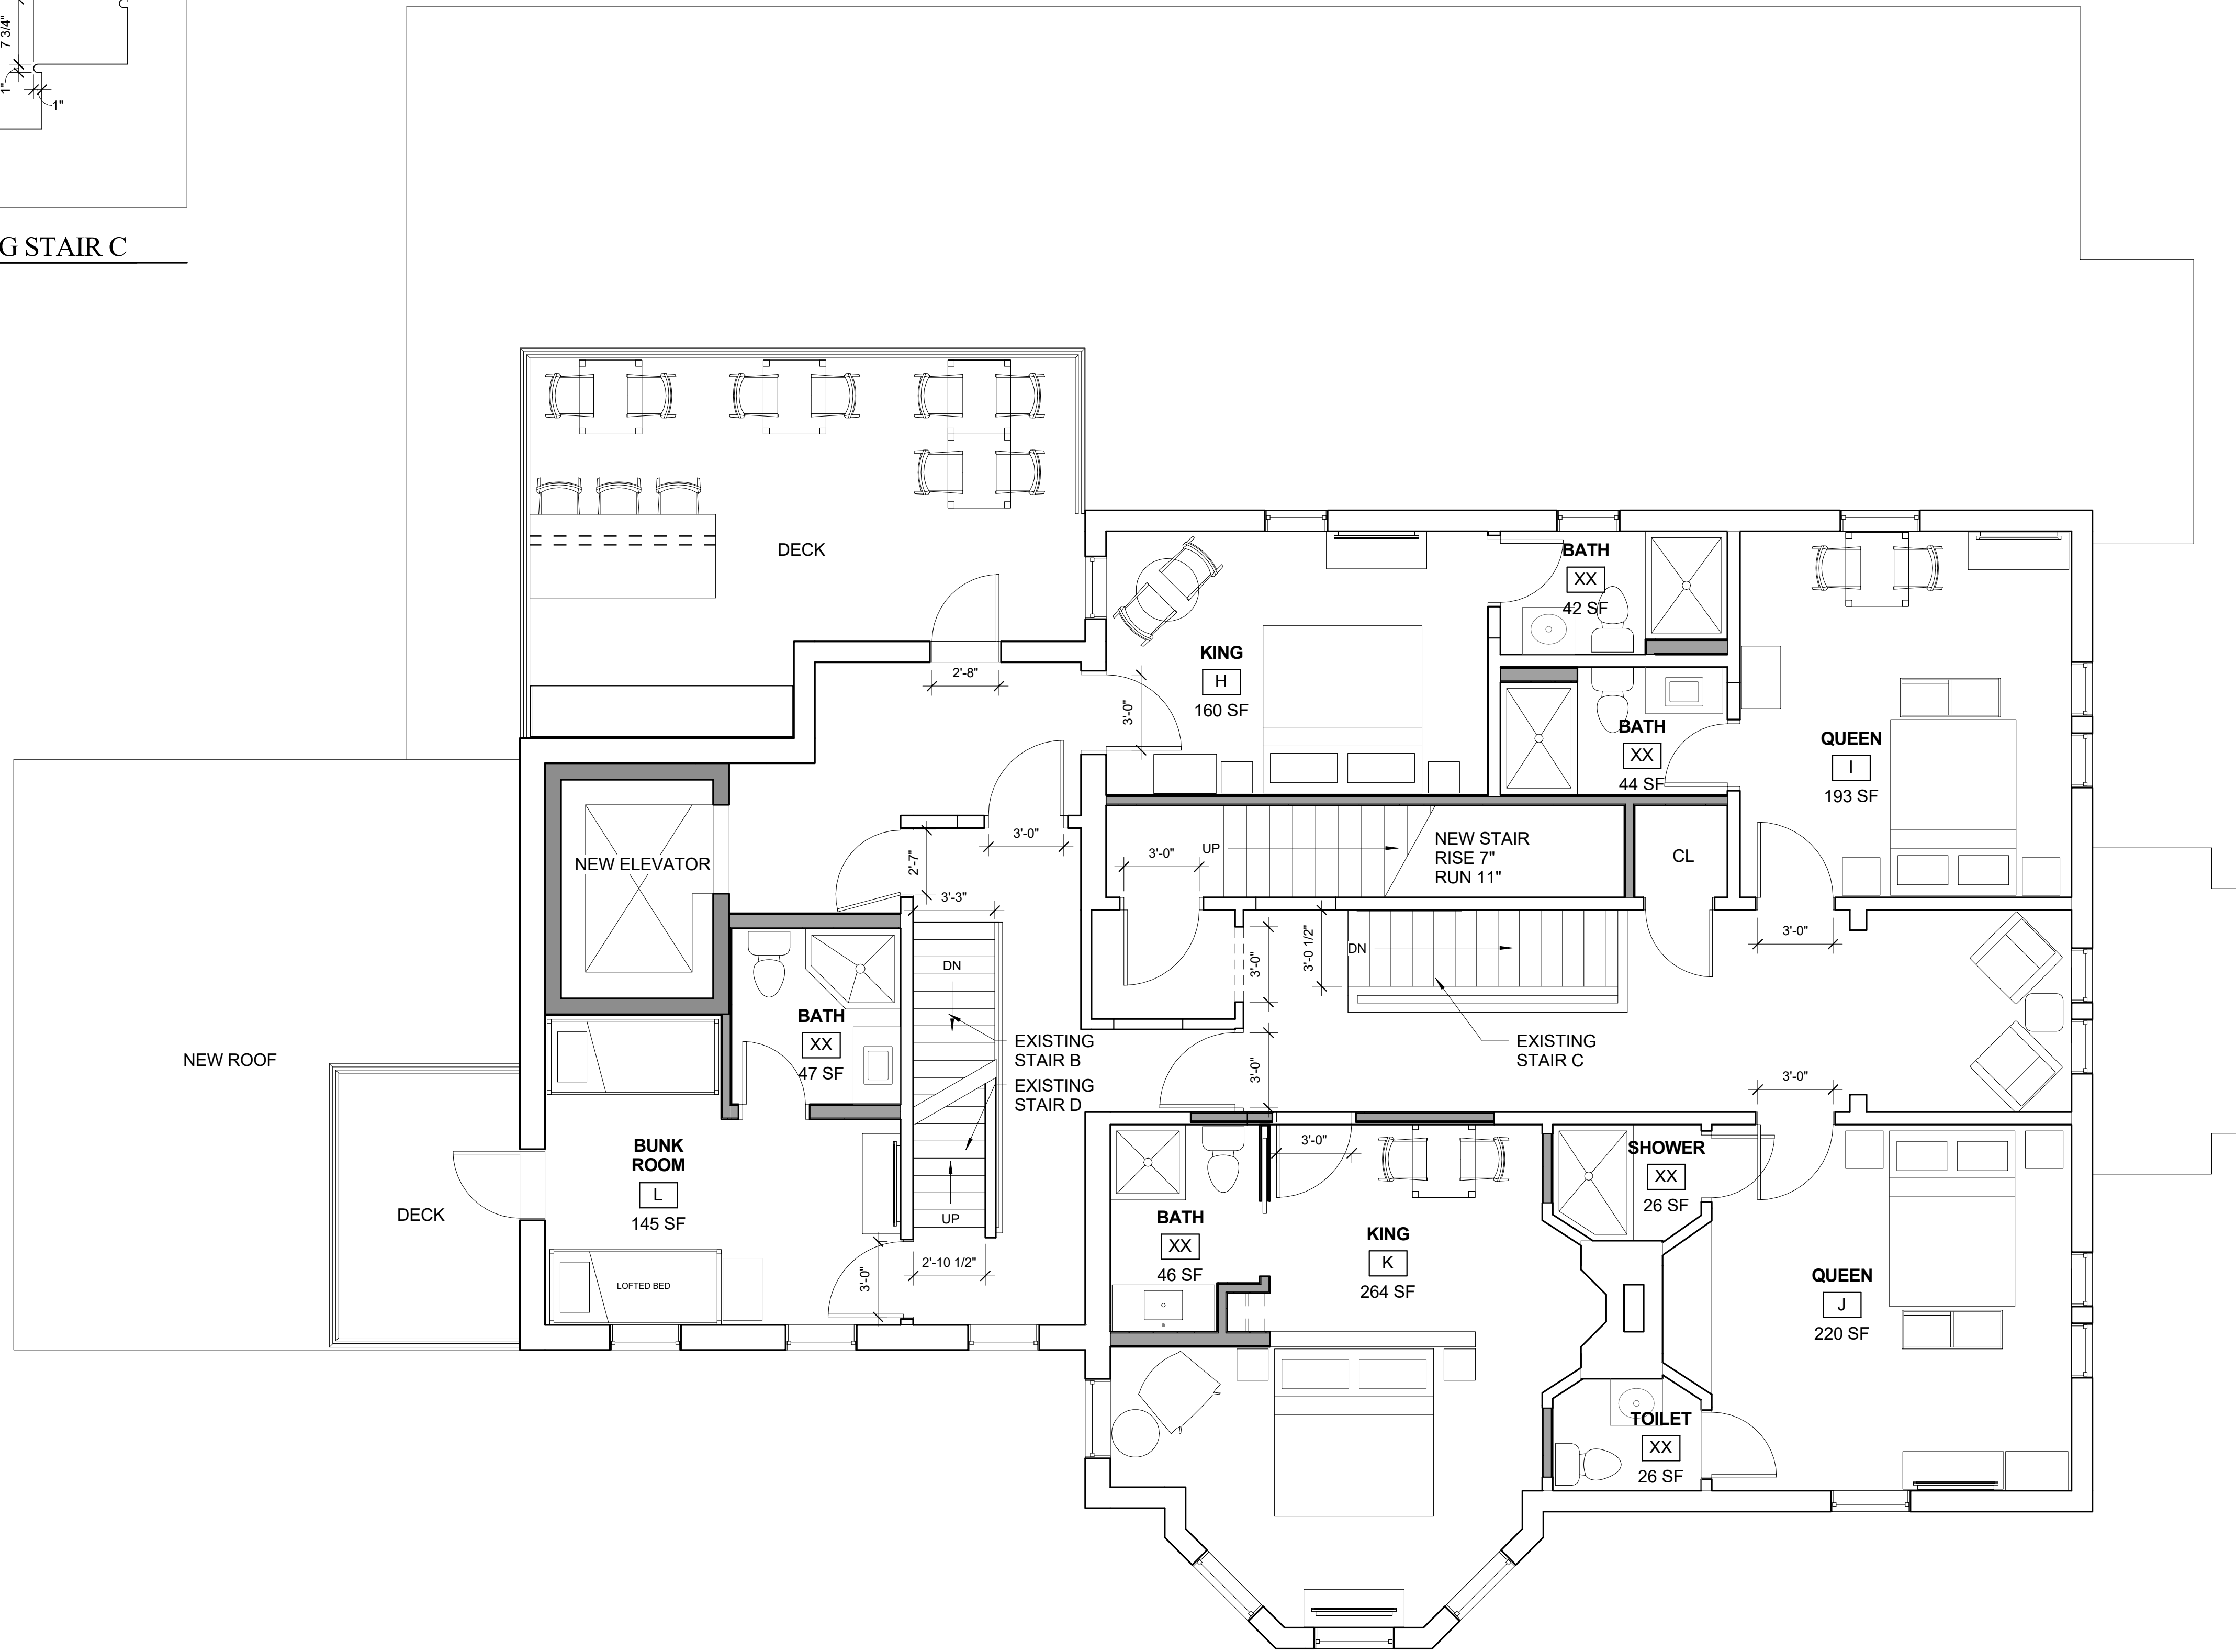 7 3/4"
1"
1"
G STAIR C
DECK
2'-8"
3'-0"
KING
H
160 SF
BATH
XX
42 SF
BATH
XX
44 SF
QUEEN
I
193 SF
NEW ELEVATOR
2'-7"
3'-0"
3'-3"
3'-0"
UP
NEW STAIR
RISE 7"
RUN 11"
CL
3'-0"
3'-0 1/2"
DN
3'-0"
EXISTING
STAIR C
3'-0"
3'-0"
DN
BATH
XX
47 SF
EXISTING
STAIR B
EXISTING
STAIR D
NEW ROOF
DECK
BUNK
ROOM
L
145 SF
LOFTED BED
UP
3'-0"
2'-10 1/2"
3'-0"
BATH
XX
46 SF
KING
K
264 SF
SHOWER
XX
26 SF
QUEEN
J
220 SF
TOILET
XX
26 SF